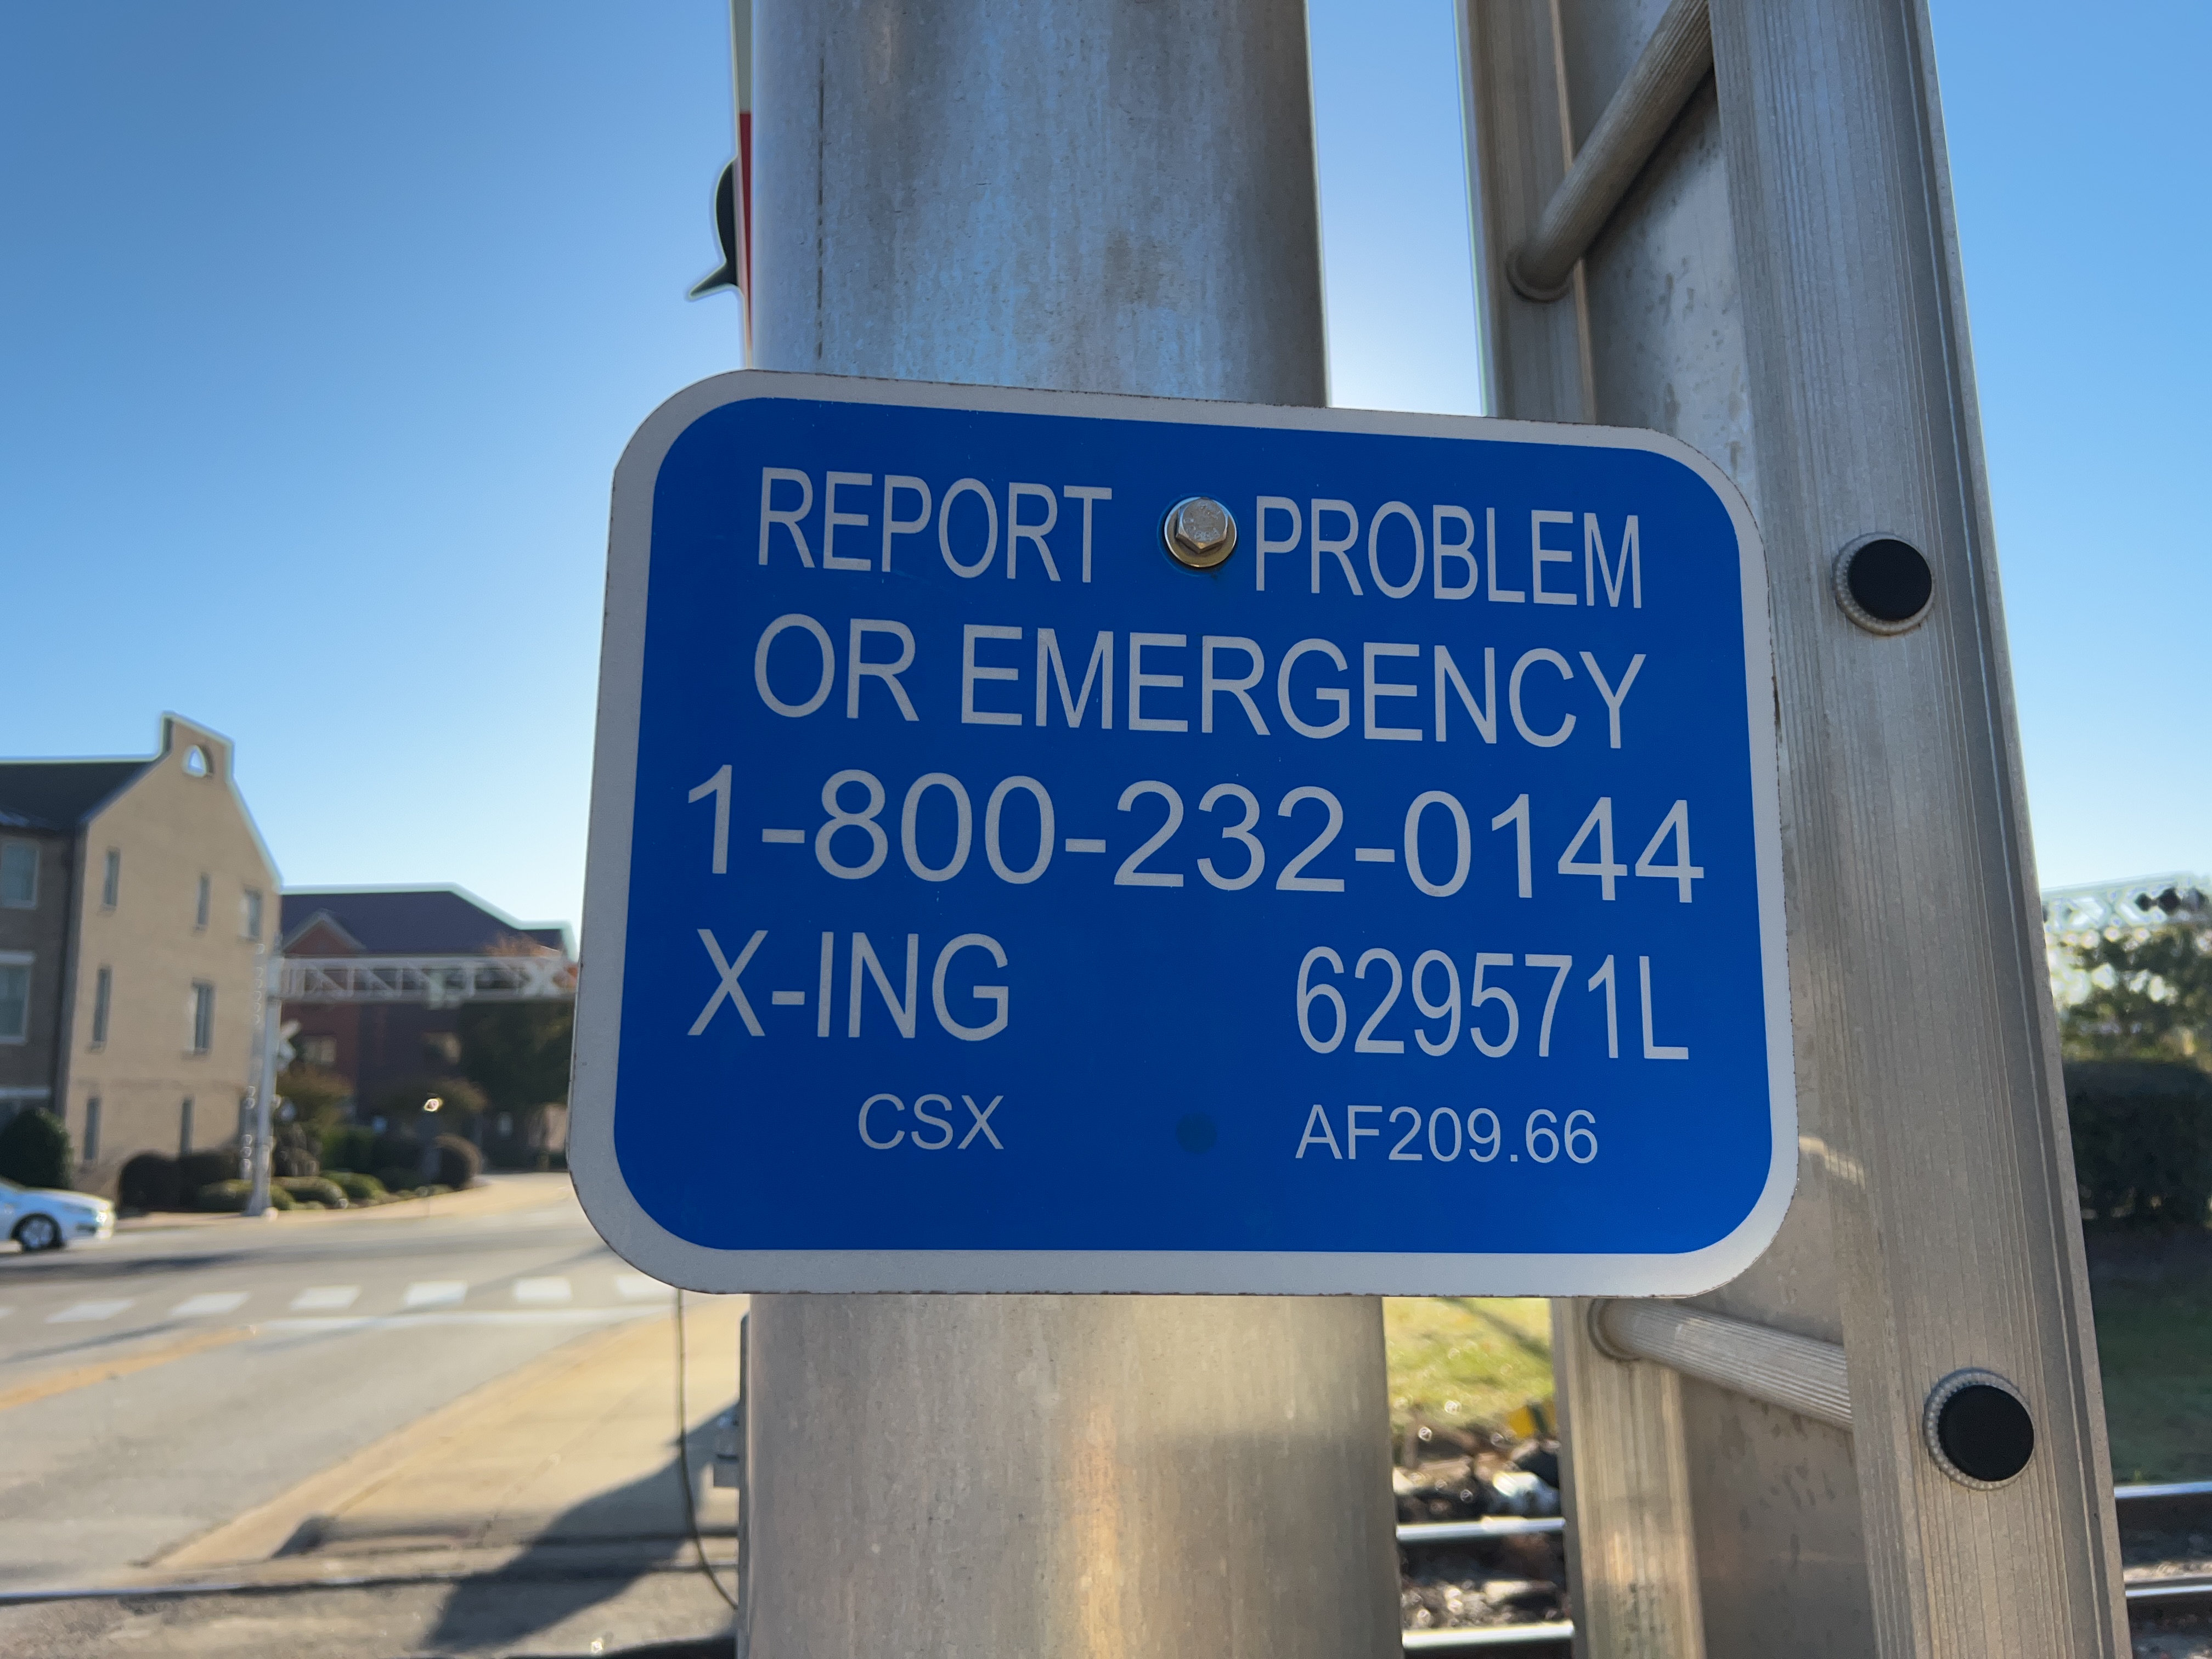 REPORT PROBLEM
OR EMERGENCY
1-800-232-0144
X-ING 629571L
CSX AF209.66